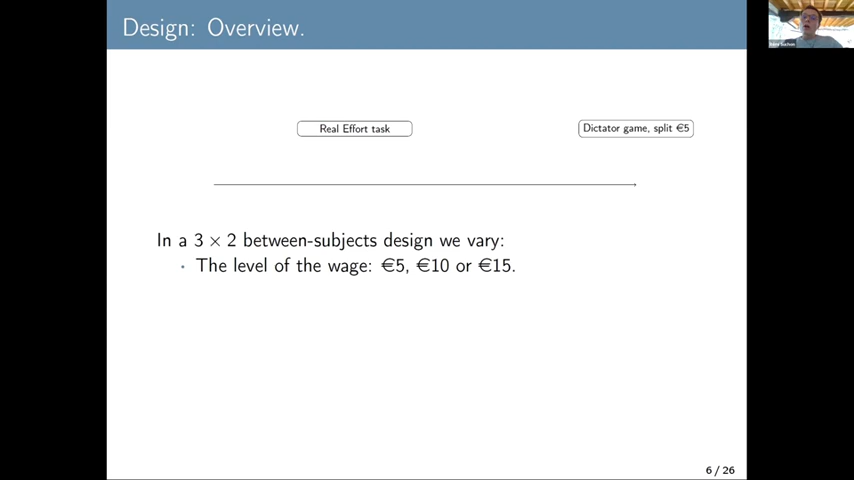 Design: Overview.
Real Effort task
Dictator game, split €5
In a 3 × 2 between-subjects design we vary:
• The level of the wage: €5, €10 or €15.
6 / 26